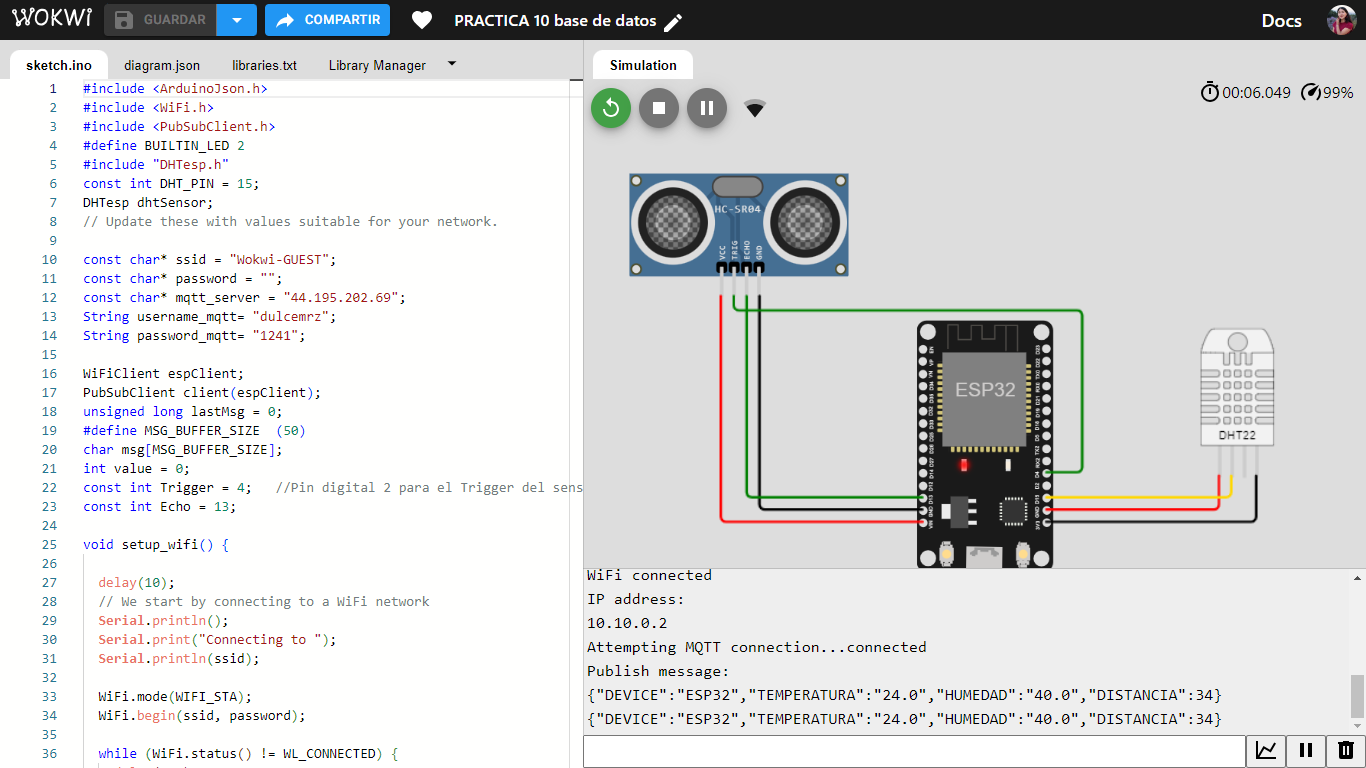 WOKWI
GUARDAR
COMPARTIR
PRACTICA 10 base de datos
Docs
sketch.ino
diagram.json
libraries.txt
Library Manager
1 #include <ArduinoJson.h>
2 #include <WiFi.h>
3 #include <PubSubClient.h>
4 #define BUILTIN_LED 2
5 #include "DHTesp.h"
6 const int DHT_PIN = 15;
7 DHTesp dhtSensor;
8 // Update these with values suitable for your network.
9
10 const char* ssid = "Wokwi-GUEST";
11 const char* password = "";
12 const char* mqtt_server = "44.195.202.69";
13 String username_mqtt= "dulcemrz";
14 String password_mqtt= "1241";
15
16 WiFiClient espClient;
17 PubSubClient client(espClient);
18 unsigned long lastMsg = 0;
19 #define MSG_BUFFER_SIZE  (50)
20 char msg[MSG_BUFFER_SIZE];
21 int value = 0;
22 const int Trigger = 4;   //Pin digital 2 para el Trigger del sens
23 const int Echo = 13;
24
25 void setup_wifi() {
26
27   delay(10);
28   // We start by connecting to a WiFi network
29   Serial.println();
30   Serial.print("Connecting to ");
31   Serial.println(ssid);
32
33   WiFi.mode(WIFI_STA);
34   WiFi.begin(ssid, password);
35
36   while (WiFi.status() != WL_CONNECTED) {
Simulation
00:06.049
99%
HC-SR04
VCC
TRIG
ECHO
GND
ESP32
DHT22
WiFi connected
IP address:
10.10.0.2
Attempting MQTT connection...connected
Publish message:
{"DEVICE":"ESP32","TEMPERATURA":"24.0","HUMEDAD":"40.0","DISTANCIA":34}
{"DEVICE":"ESP32","TEMPERATURA":"24.0","HUMEDAD":"40.0","DISTANCIA":34}